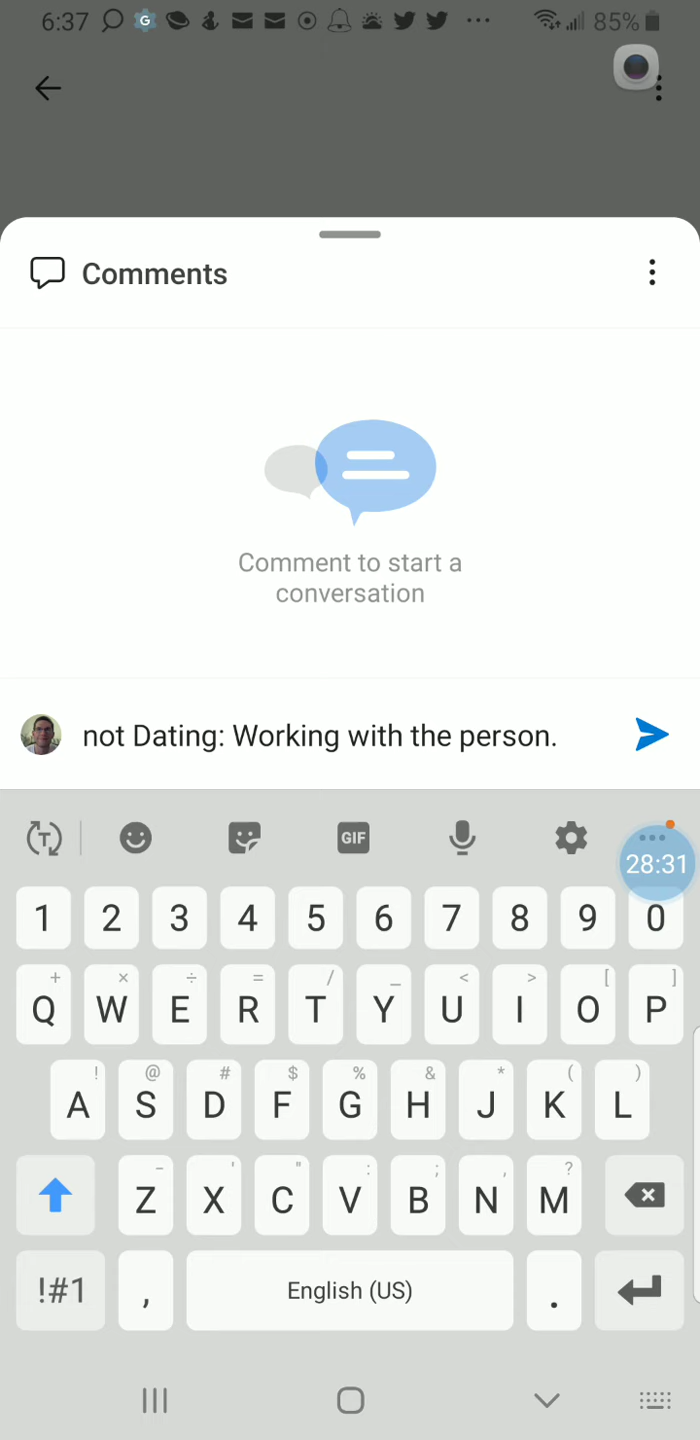 6:37 G 85%
Comments
Comment to start a
conversation
not Dating: Working with the person.
GIF
28:31
1 2 3 4 5 6 7 8 9 0
+ × ÷ = / _ < > [ ]
Q W E R T Y U I O P
! @ # $ % & * ( )
A S D F G H J K L
- ' " : ; , ?
Z X C V B N M
!#1 , English (US) .